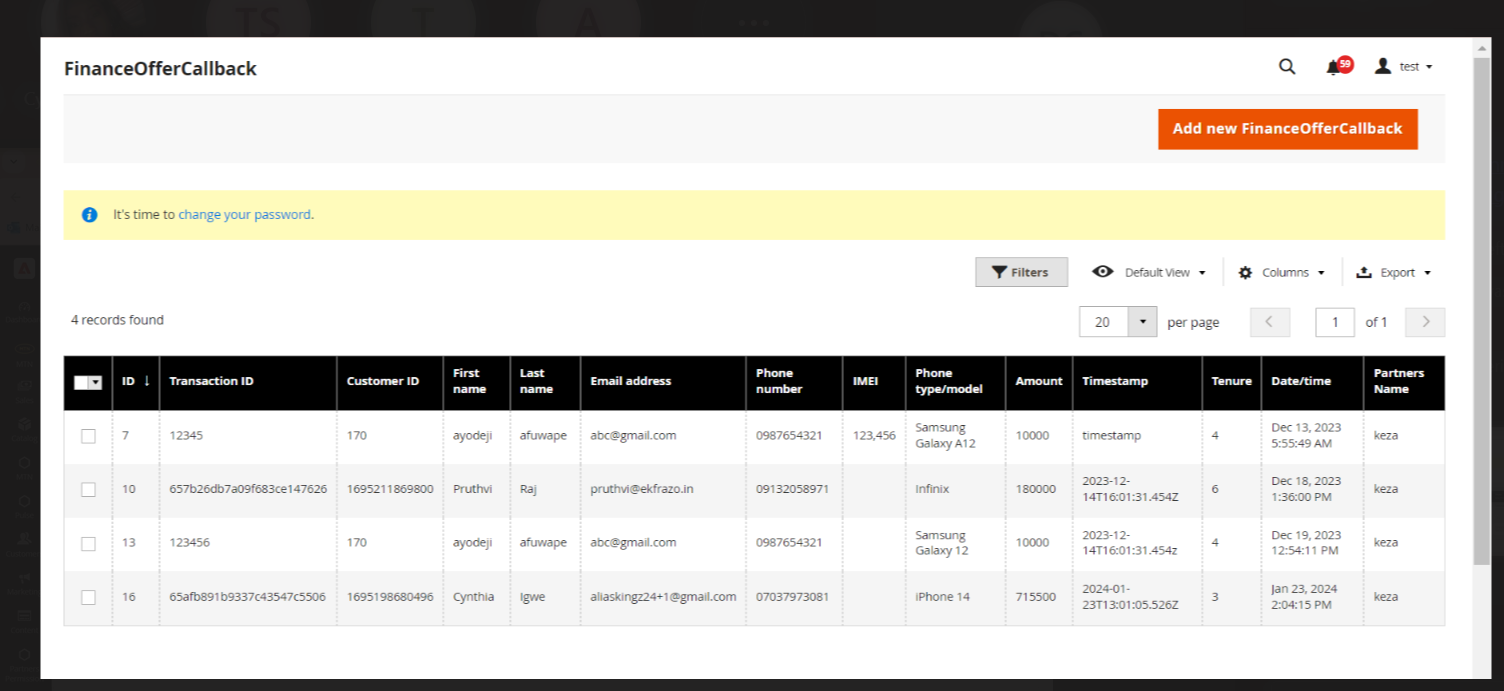 TS
T
A
FinanceOfferCallback
59
test
Add new FinanceOfferCallback
It's time to change your password.
Filters
Default View
Columns
Export
4 records found
20
per page
1
of 1
ID ↓ Transaction ID Customer ID First name Last name Email address Phone number IMEI Phone type/model Amount Timestamp Tenure Date/time Partners Name
7 12345 170 ayodeji afuwape abc@gmail.com 0987654321 123,456 Samsung Galaxy A12 10000 timestamp 4 Dec 13, 2023 5:55:49 AM keza
10 657b26db7a09f683ce147626 1695211869800 Pruthvi Raj pruthvi@ekfrazo.in 09132058971 Infinix 180000 2023-12-14T16:01:31.454Z 6 Dec 18, 2023 1:36:00 PM keza
13 123456 170 ayodeji afuwape abc@gmail.com 0987654321 Samsung Galaxy 12 10000 2023-12-14T16:01:31.454z 4 Dec 19, 2023 12:54:11 PM keza
16 65afb891b9337c43547c5506 1695198680496 Cynthia Igwe aliaskingz24+1@gmail.com 07037973081 iPhone 14 715500 2024-01-23T13:01:05.526Z 3 Jan 23, 2024 2:04:15 PM keza